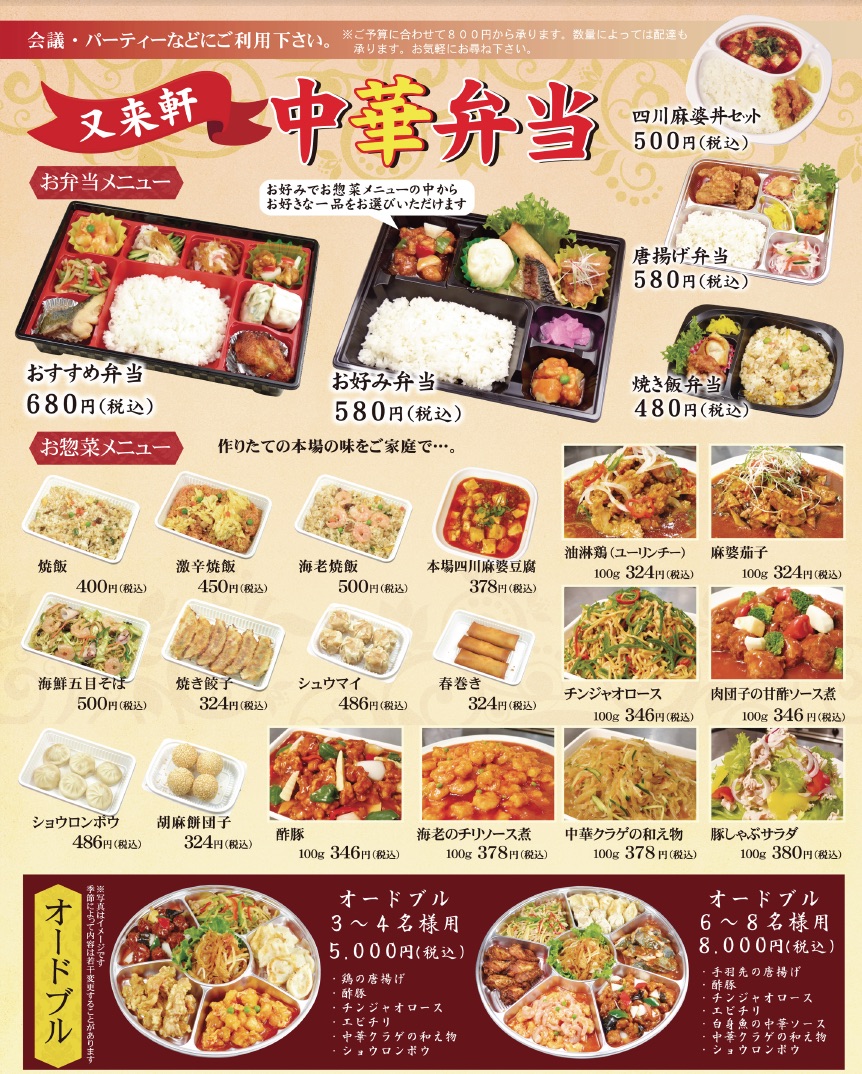 会議・パーティーなどにご利用下さい。
※ご予算に合わせて８００円から承ります。数量によっては配達も
承ります。お気軽にお尋ね下さい。
又来軒
中華弁当
四川麻婆丼セット
500円(税込)
お弁当メニュー
お好みでお惣菜メニューの中から
お好きな一品をお選びいただけます
唐揚げ弁当
580円(税込)
おすすめ弁当
680円(税込)
お好み弁当
580円(税込)
焼き飯弁当
480円(税込)
お惣菜メニュー
作りたての本場の味をご家庭で…。
焼飯
400円(税込)
激辛焼飯
450円(税込)
海老焼飯
500円(税込)
本場四川麻婆豆腐
378円(税込)
油淋鶏(ユーリンチー)
100g 324円(税込)
麻婆茄子
100g 324円(税込)
海鮮五目そば
500円(税込)
焼き餃子
324円(税込)
シュウマイ
486円(税込)
春巻き
324円(税込)
チンジャオロース
100g 346円(税込)
肉団子の甘酢ソース煮
100g 346円(税込)
ショウロンポウ
486円(税込)
胡麻餅団子
324円(税込)
酢豚
100g 346円(税込)
海老のチリソース煮
100g 378円(税込)
中華クラゲの和え物
100g 378円(税込)
豚しゃぶサラダ
100g 380円(税込)
オードブル
※写真はイメージです
季節によって内容は若干変更することがあります
オードブル
3〜4名様用
5,000円(税込)
・鶏の唐揚げ
・酢豚
・チンジャオロース
・エビチリ
・中華クラゲの和え物
・ショウロンポウ
オードブル
6〜8名様用
8,000円(税込)
・手羽先の唐揚げ
・酢豚
・チンジャオロース
・エビチリ
・白身魚の中華ソース
・中華クラゲの和え物
・ショウロンポウ